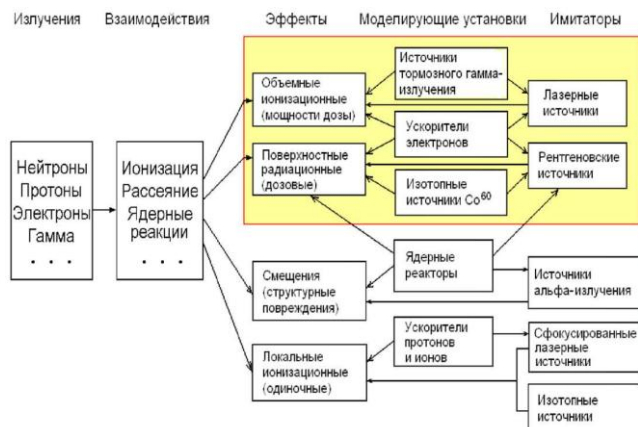 Излучения
Взаимодействия
Эффекты
Моделирующие установки
Имитаторы
Нейтроны
Протоны
Электроны
Гамма
. . .
Ионизация
Рассеяние
Ядерные
реакции
. . .
Объемные
ионизационные
(мощности дозы)
Поверхностные
радиационные
(дозовые)
Смещения
(структурные
повреждения)
Локальные
ионизационные
(одиночные)
Источники
тормозного гамма-
излучения
Ускорители
электронов
Изотопные
источники Co⁶⁰
Ядерные
реакторы
Ускорители
протонов
и ионов
Лазерные
источники
Рентгеновские
источники
Источники
альфа-излучения
Сфокусированные
лазерные
источники
Изотопные
источники